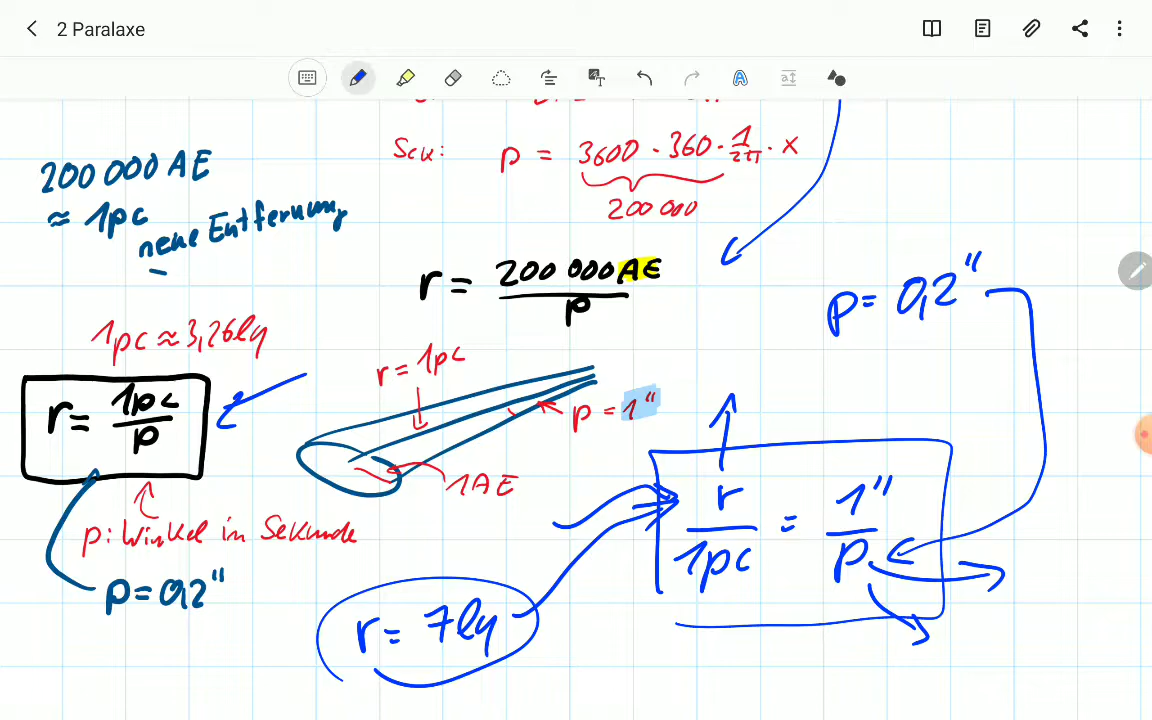 2 Paralaxe
Sek: p = 3600 · 360 · 1/2π · x
200 000
200 000 AE
≈ 1pc
neue Entfernung
r = 200 000 AE / p
p = 0,2"
1pc ≈ 3,26ly
r = 1pc / p
r = 1pc
p = 1"
1AE
p: Winkel in Sekunde
p = 0,2"
r / 1pc = 1" / p
r = 7ly